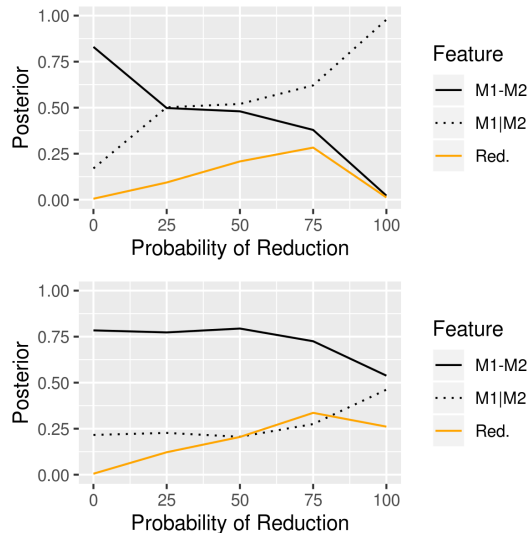 1.00
0.75
0.50
0.25
0.00
Posterior
0 25 50 75 100
Probability of Reduction
Feature
M1-M2
M1|M2
Red.
1.00
0.75
0.50
0.25
0.00
Posterior
0 25 50 75 100
Probability of Reduction
Feature
M1-M2
M1|M2
Red.